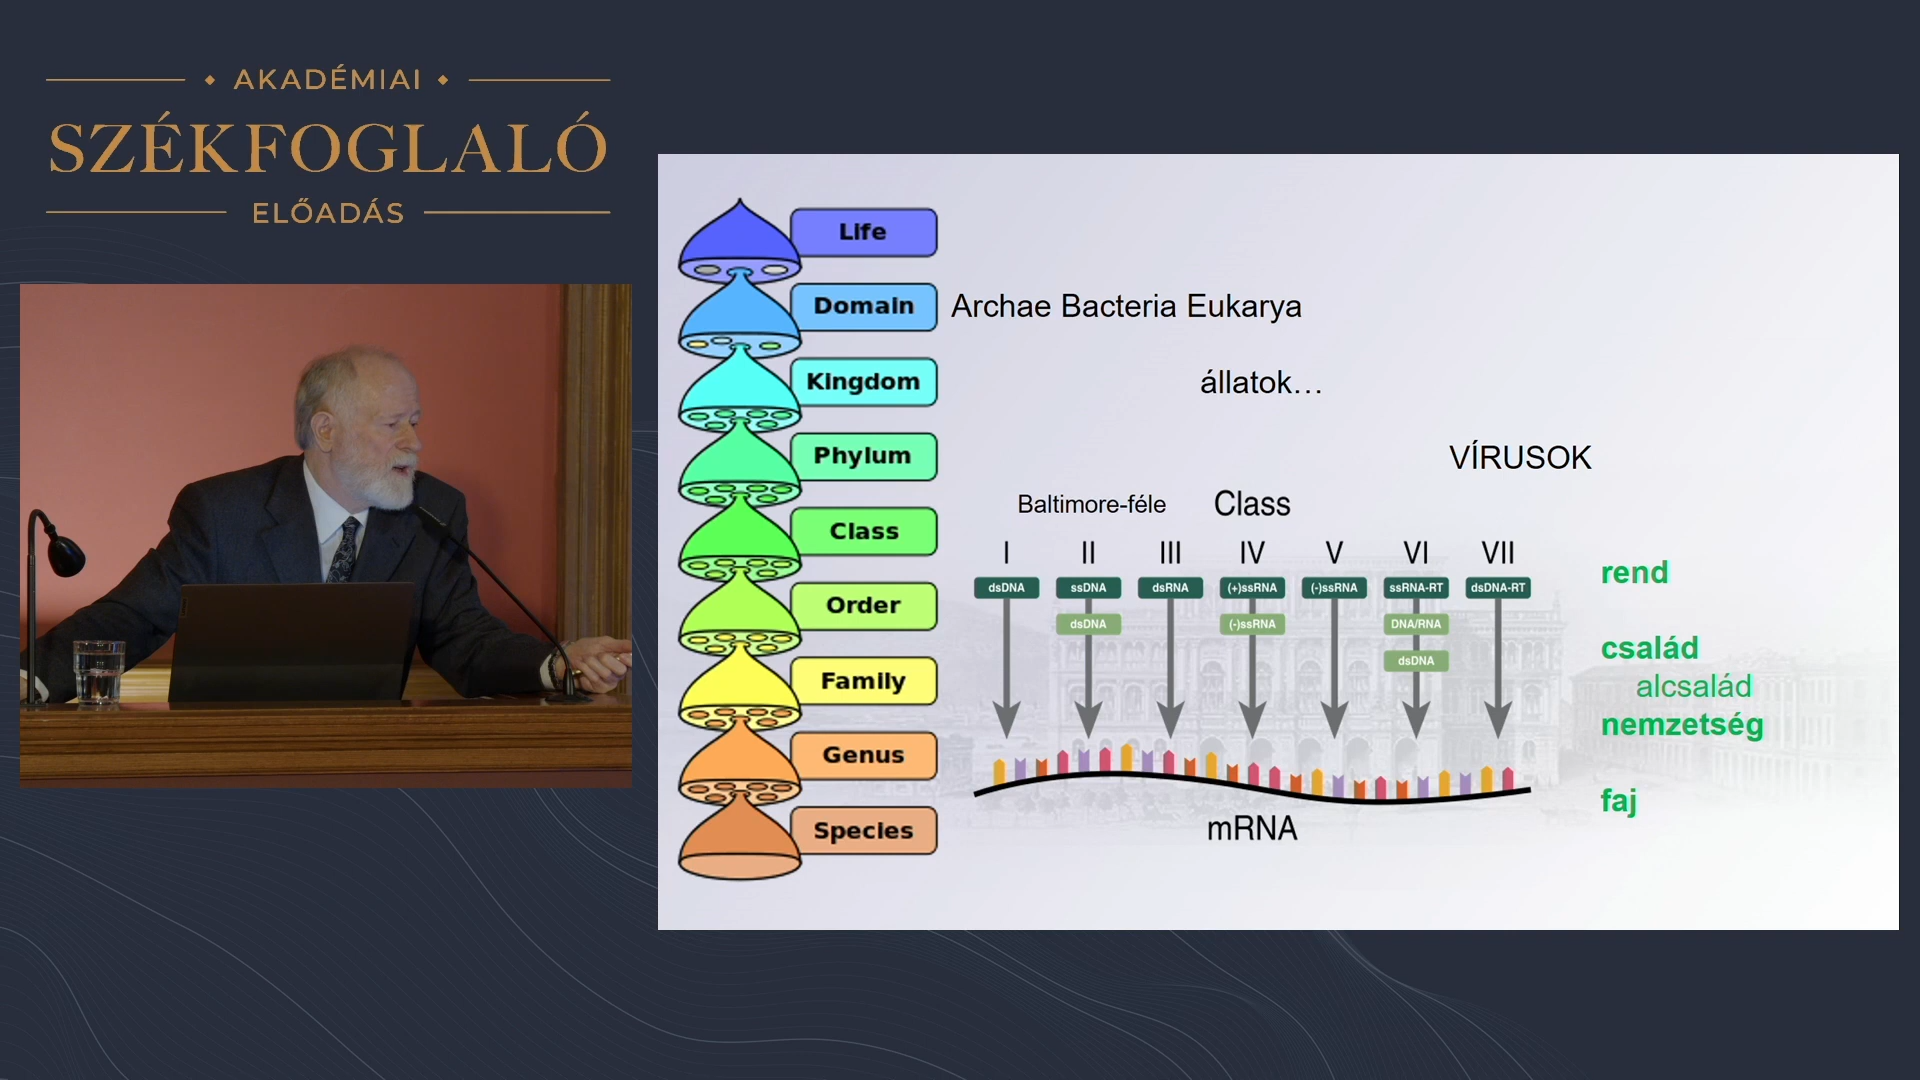 AKADÉMIAI
SZÉKFOGLALÓ
ELŐADÁS
Life
Domain Archae Bacteria Eukarya
Kingdom állatok…
Phylum VÍRUSOK
Baltimore-féle Class
Class
I II III IV V VI VII
rend
dsDNA ssDNA dsRNA (+)ssRNA (-)ssRNA ssRNA-RT dsDNA-RT
Order
dsDNA (-)ssRNA DNA/RNA
család
dsDNA
Family
alcsalád
nemzetség
Genus
faj
Species
mRNA